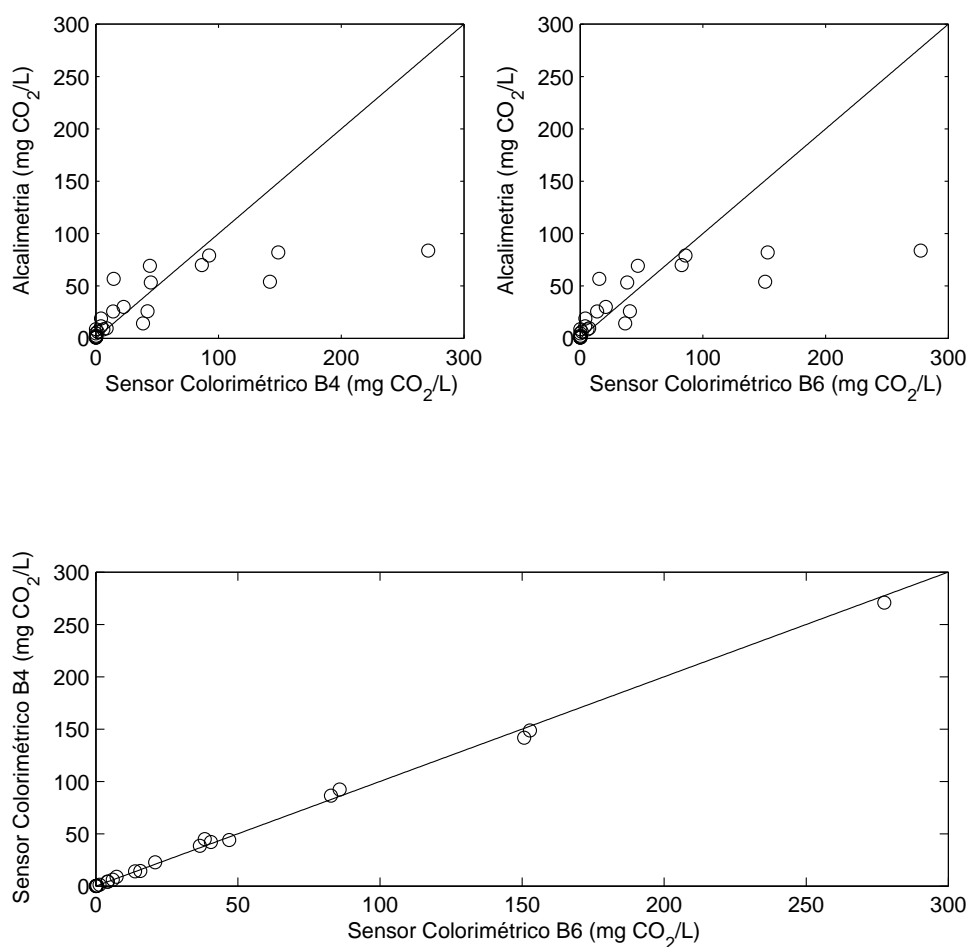 300
250
200
150
100
50
0
Alcalimetria (mg CO2/L)
0 100 200 300
Sensor Colorimétrico B4 (mg CO2/L)
300
250
200
150
100
50
0
Alcalimetria (mg CO2/L)
0 100 200 300
Sensor Colorimétrico B6 (mg CO2/L)
300
250
200
150
100
50
0
Sensor Colorimétrico B4 (mg CO2/L)
0 50 100 150 200 250 300
Sensor Colorimétrico B6 (mg CO2/L)